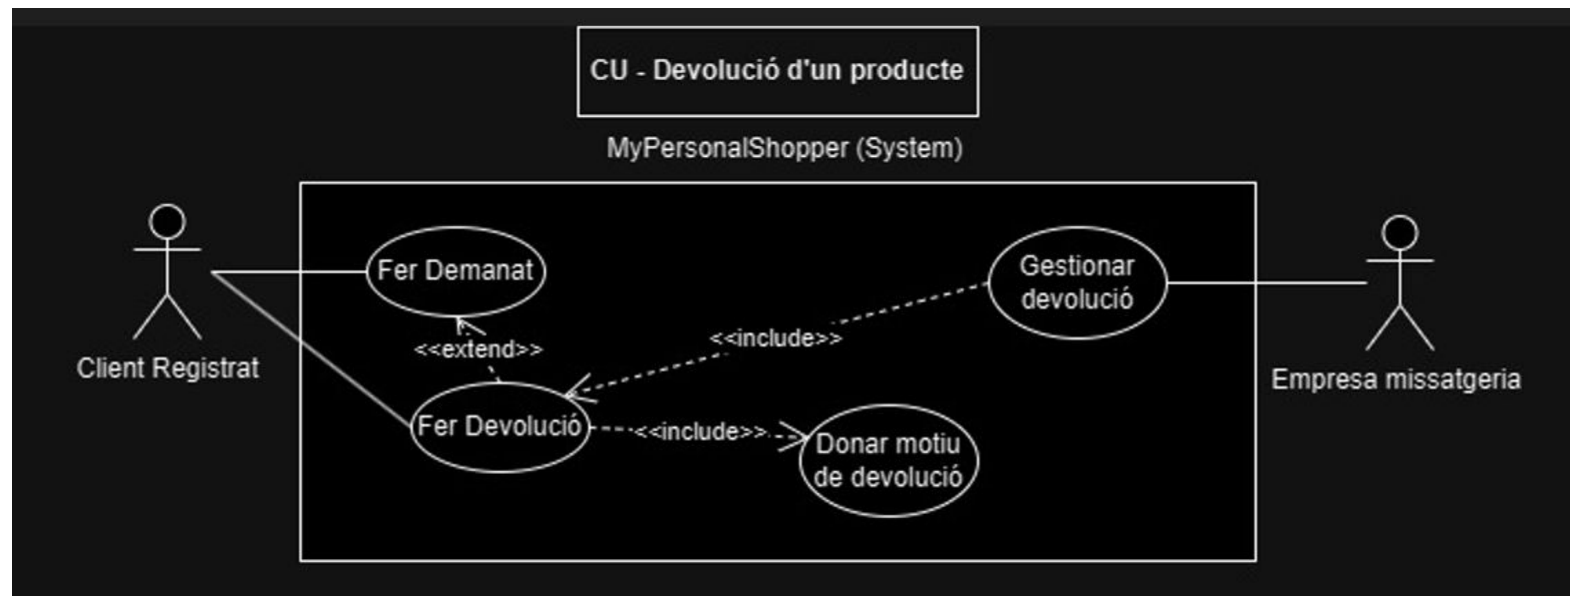 CU - Devolució d'un producte
MyPersonalShopper (System)
Client Registrat
Fer Demanat
<<extend>>
Fer Devolució
<<include>>
<<include>>
Donar motiu
de devolució
Gestionar
devolució
Empresa missatgeria